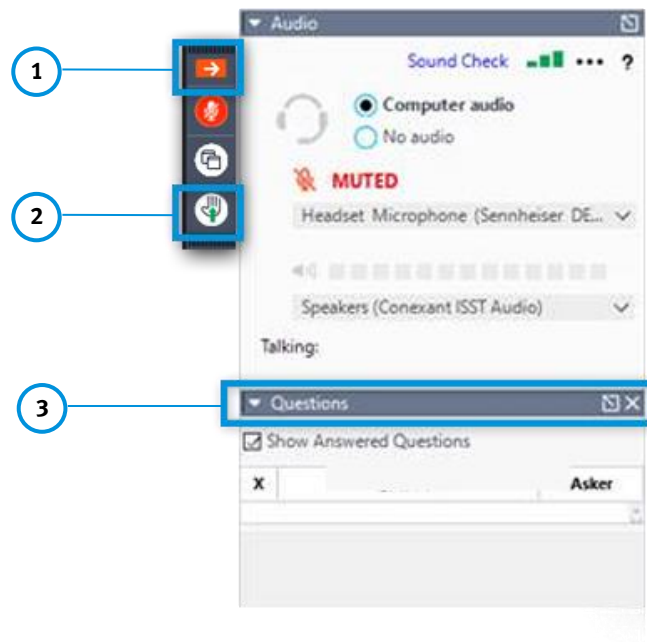 Audio
1
Sound Check ?
Computer audio
No audio
MUTED
2
Headset Microphone (Sennheiser DE...
Speakers (Conexant ISST Audio)
Talking:
3
Questions
Show Answered Questions
X Asker